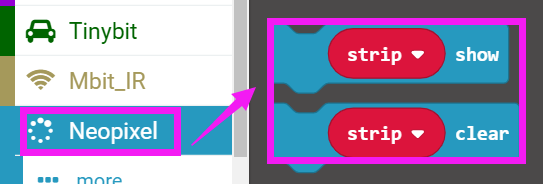 Tinybit
Mbit_IR
Neopixel
more
strip show
strip clear